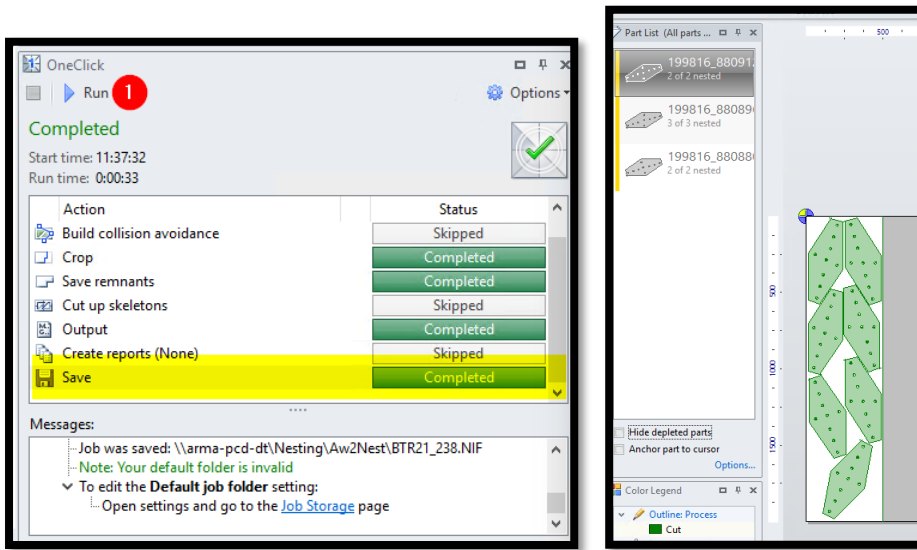 OneClick
Run 1 Options
Completed
Start time: 11:37:32
Run time: 0:00:33
Action Status
Build collision avoidance Skipped
Crop Completed
Save remnants Completed
Cut up skeletons Skipped
Output Completed
Create reports (None) Skipped
Save Completed
Messages:
Job was saved: \\arma-pcd-dt\Nesting\Aw2Nest\BTR21_238.NIF
Note: Your default folder is invalid
To edit the Default job folder setting:
Open settings and go to the Job Storage page
Part List (All parts ...
199816_88091
2 of 2 nested
199816_88089
3 of 3 nested
199816_88088
2 of 2 nested
Hide depleted parts
Anchor part to cursor
Options...
Color Legend
Outline: Process
Cut
500
500
1000
1500